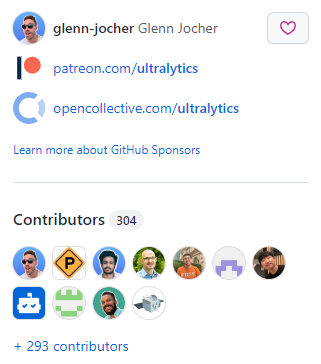 glenn-jocher Glenn Jocher
patreon.com/ultralytics
opencollective.com/ultralytics
Learn more about GitHub Sponsors
Contributors 304
P
+ 293 contributors